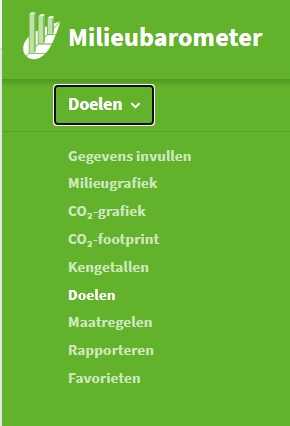 Milieubarometer
Doelen
Gegevens invullen
Milieugrafiek
CO₂-grafiek
CO₂-footprint
Kengetallen
Doelen
Maatregelen
Rapporteren
Favorieten